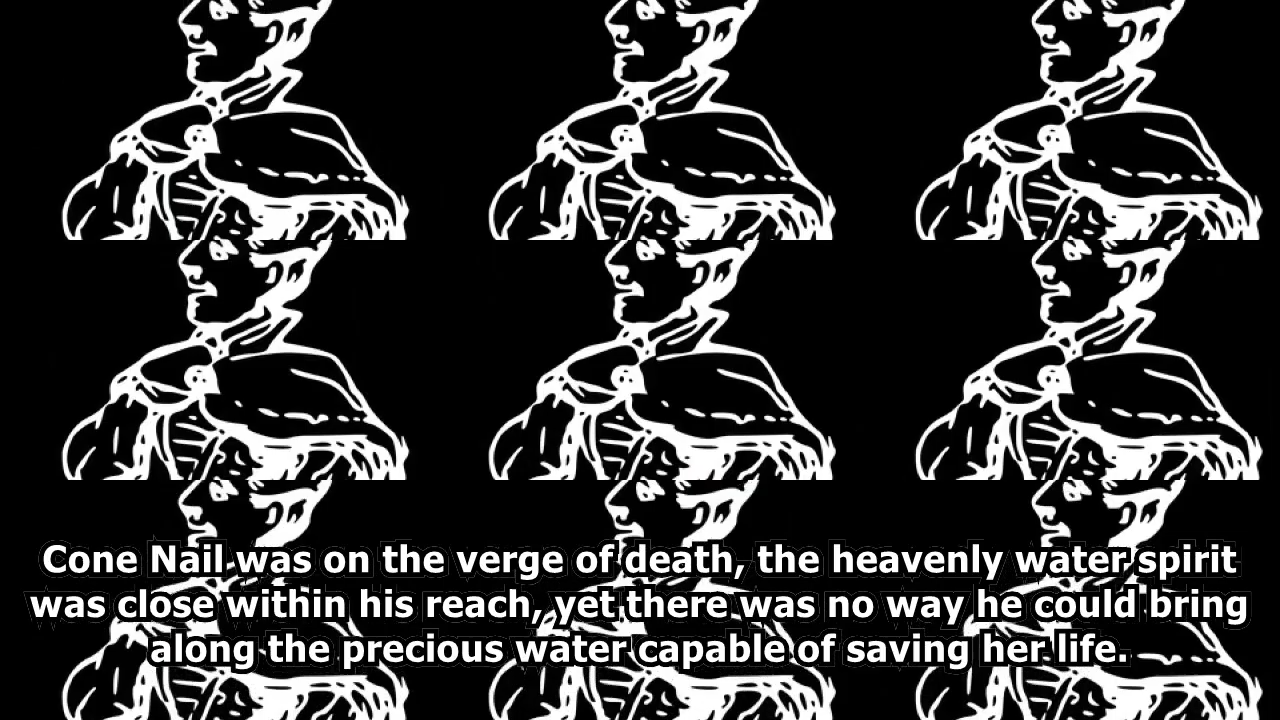 Cone Nail was on the verge of death, the heavenly water spirit
was close within his reach, yet there was no way he could bring
along the precious water capable of saving her life.